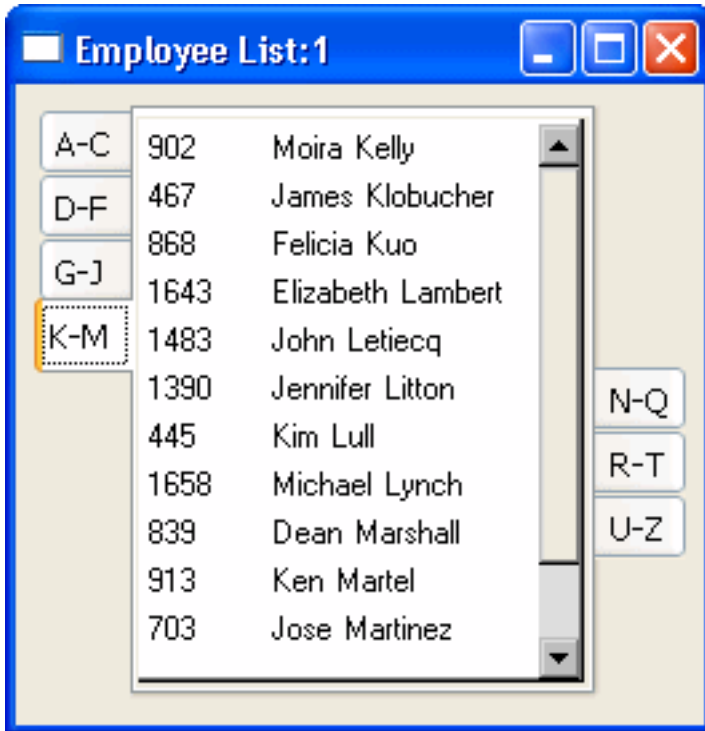 Employee List:1
A-C
D-F
G-J
K-M
902 Moira Kelly
467 James Klobucher
868 Felicia Kuo
1643 Elizabeth Lambert
1483 John Letiecq
1390 Jennifer Litton
445 Kim Lull
1658 Michael Lynch
839 Dean Marshall
913 Ken Martel
703 Jose Martinez
N-Q
R-T
U-Z